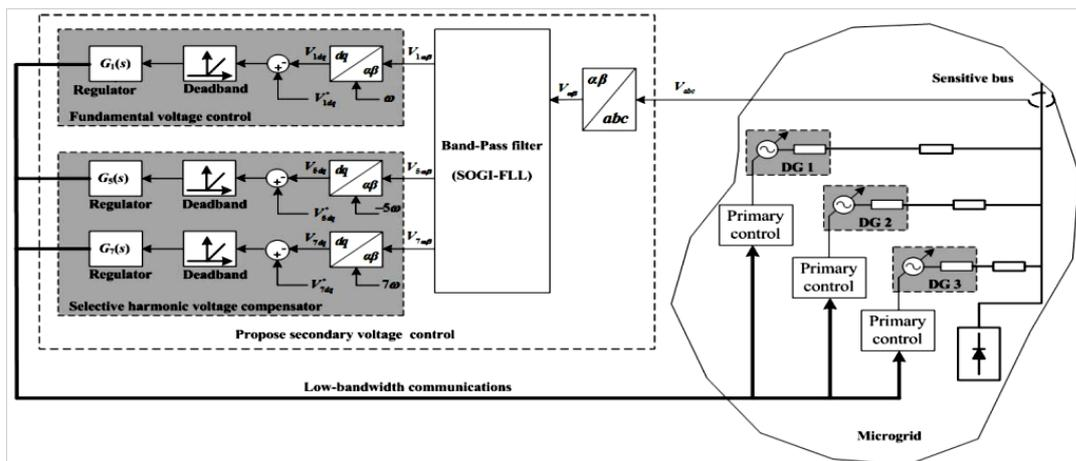 G₁(s)
Regulator
Deadband
V₁dq
V*₁dq
dq
αβ
ω
V₁αβ
Fundamental voltage control
G₅(s)
Regulator
Deadband
V*₅dq
dq
αβ
−5ω
G₇(s)
Regulator
Deadband
V₇dq
V*₇dq
dq
αβ
7ω
V₇αβ
Selective harmonic voltage compensator
Band-Pass filter
(SOGI-FLL)
Vαβ
αβ
abc
Vabc
Propose secondary voltage control
Low-bandwidth communications
Sensitive bus
DG 1
Primary
control
DG 2
Primary
control
DG 3
Primary
control
Microgrid